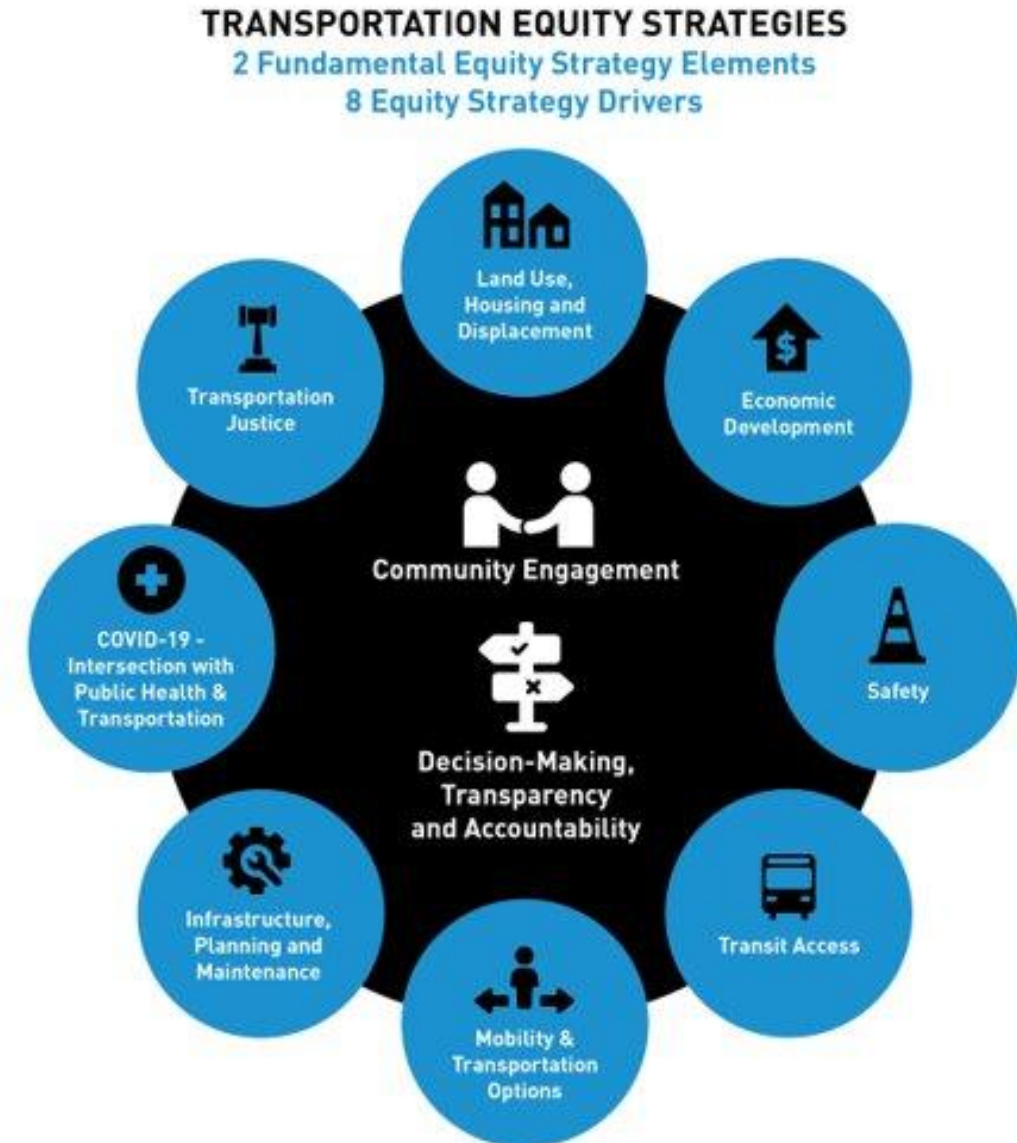 TRANSPORTATION EQUITY STRATEGIES
2 Fundamental Equity Strategy Elements
8 Equity Strategy Drivers
Land Use,
Housing and
Displacement
Economic
Development
Safety
Transit Access
Mobility &
Transportation
Options
Infrastructure,
Planning and
Maintenance
COVID-19 -
Intersection with
Public Health &
Transportation
Transportation
Justice
Community Engagement
Decision-Making,
Transparency
and Accountability